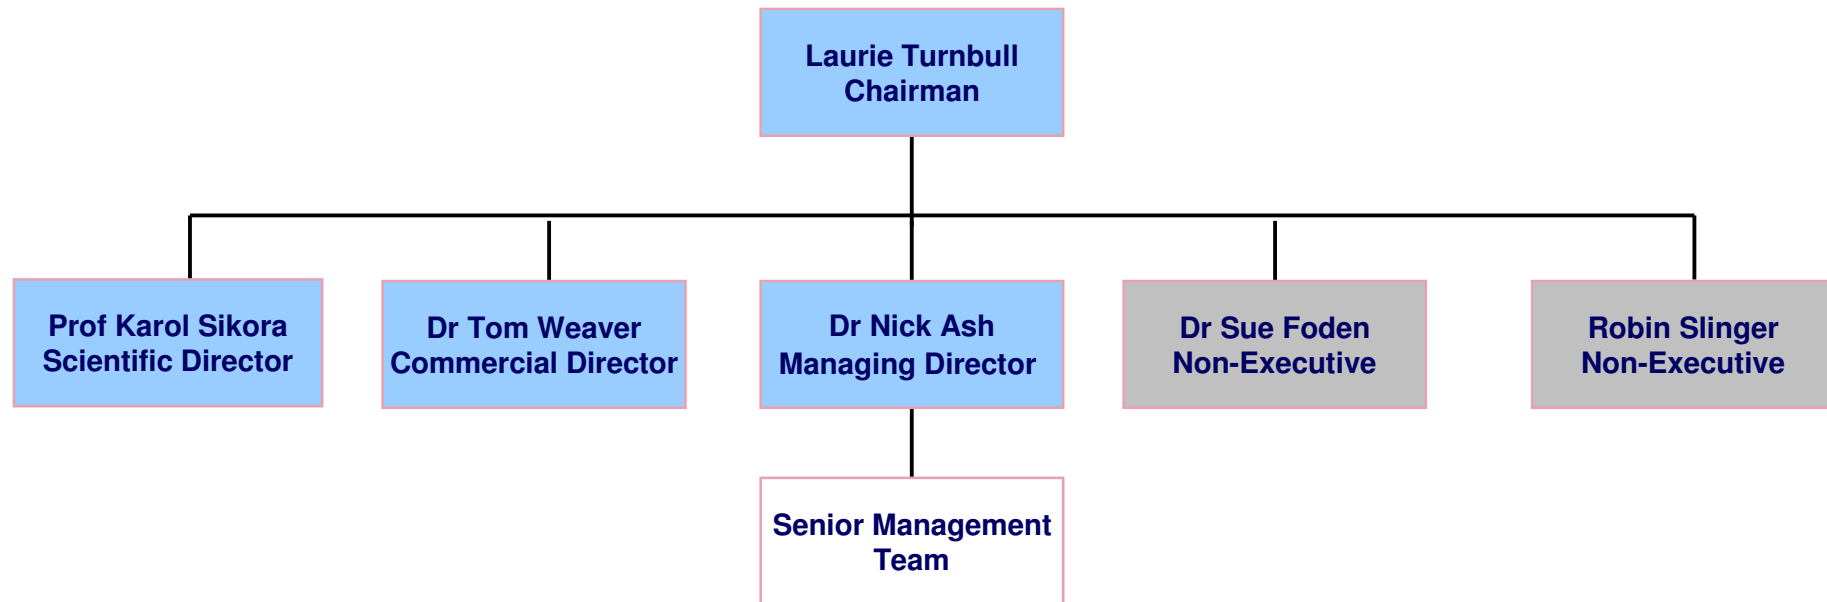 Laurie Turnbull
Chairman
Prof Karol Sikora
Scientific Director
Dr Tom Weaver
Commercial Director
Dr Nick Ash
Managing Director
Dr Sue Foden
Non-Executive
Robin Slinger
Non-Executive
Senior Management
Team